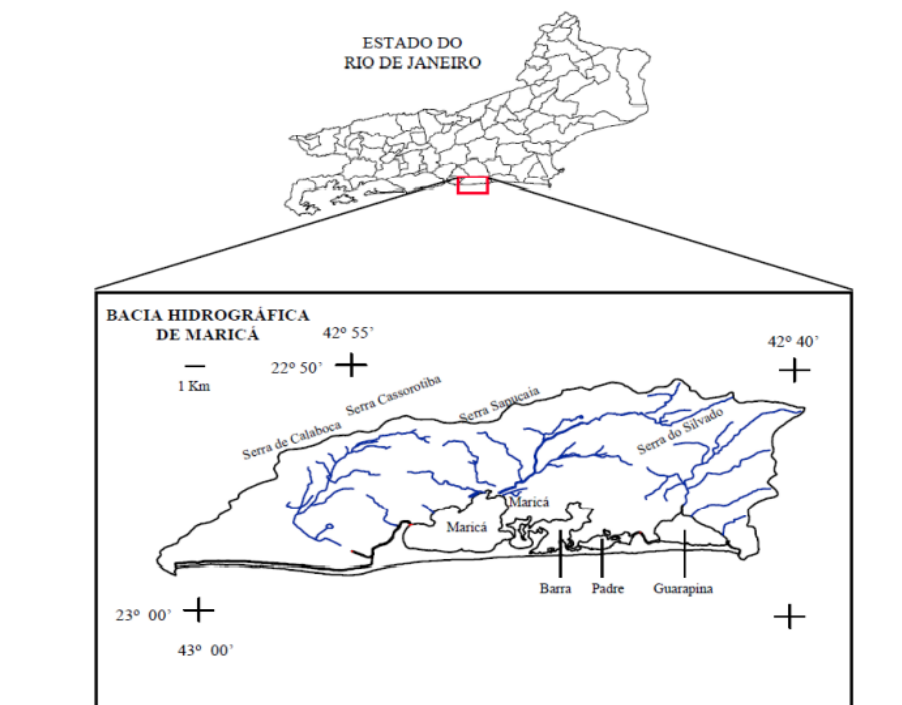 ESTADO DO
RIO DE JANEIRO
BACIA HIDROGRÁFICA
DE MARICÁ
42º 55’
42º 40’
22º 50’
1 Km
Serra Cassorotiba
Serra Sapucaia
Serra de Calaboca
Serra do Silvado
Maricá
Maricá
Barra
Padre
Guarapina
23º 00’
43º 00’